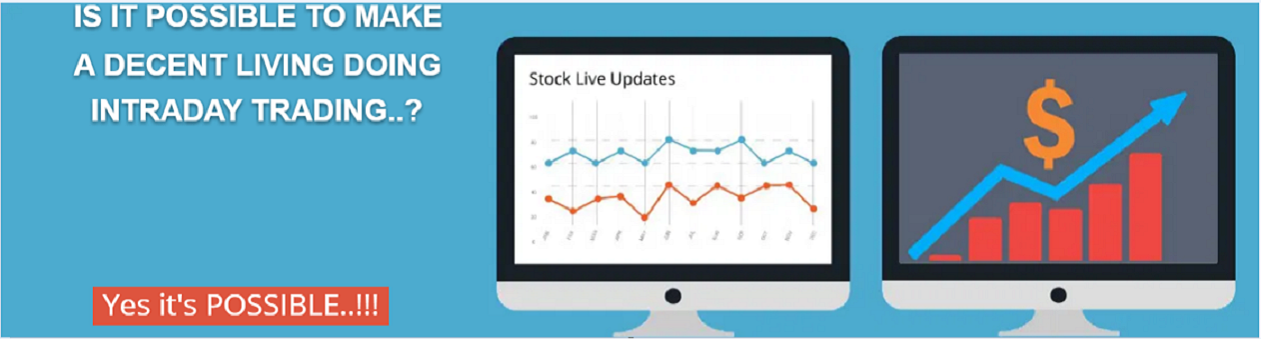 IS IT POSSIBLE TO MAKE
A DECENT LIVING DOING
INTRADAY TRADING..?
Yes it's POSSIBLE..!!!
Stock Live Updates
$